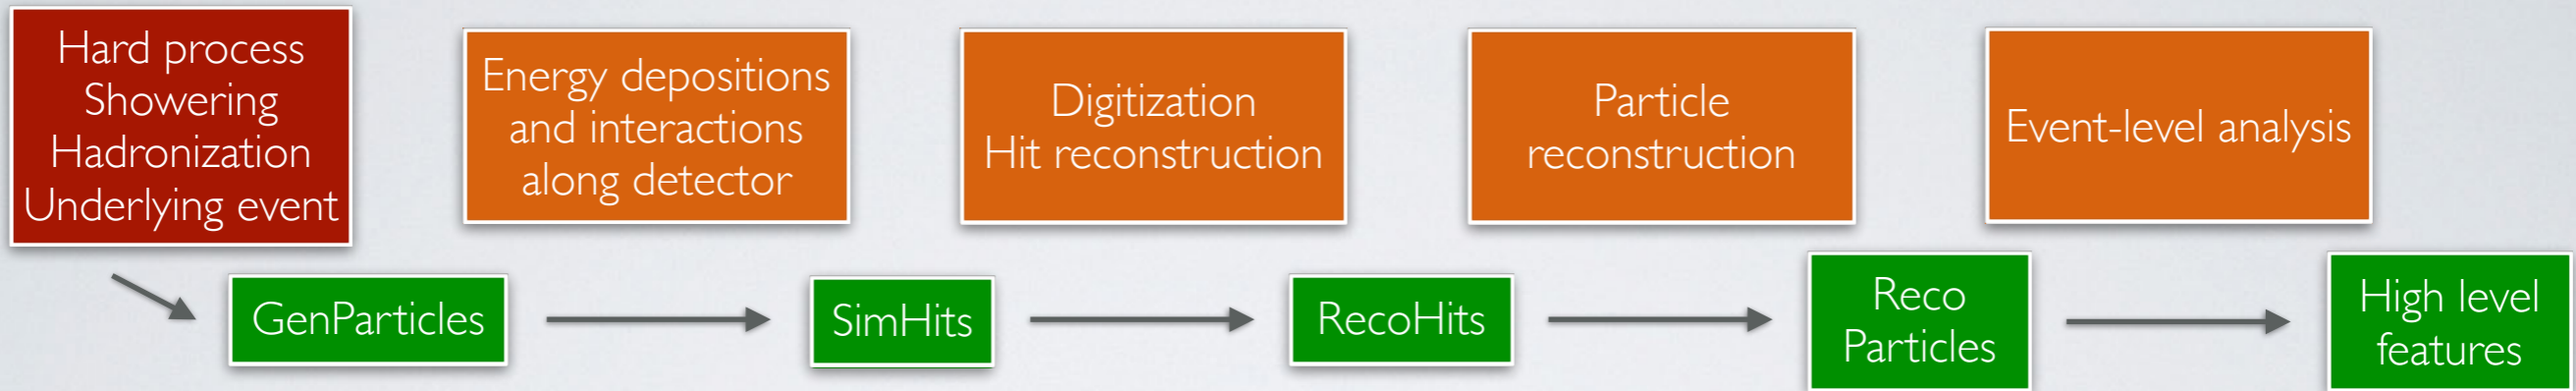 Hard process
Showering
Hadronization
Underlying event
Energy depositions
and interactions
along detector
Digitization
Hit reconstruction
Particle
reconstruction
Event-level analysis
GenParticles
SimHits
RecoHits
Reco
Particles
High level
features